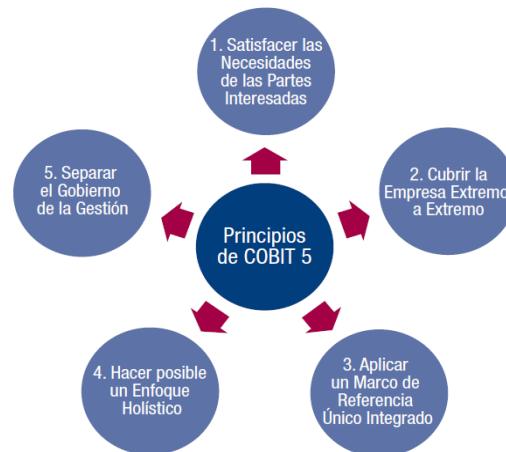 1. Satisfacer las
Necesidades
de las Partes
Interesadas
5. Separar
el Gobierno
de la Gestión
2. Cubrir la
Empresa Extremo
a Extremo
Principios
de COBIT 5
4. Hacer posible
un Enfoque
Holístico
3. Aplicar
un Marco de
Referencia
Único Integrado